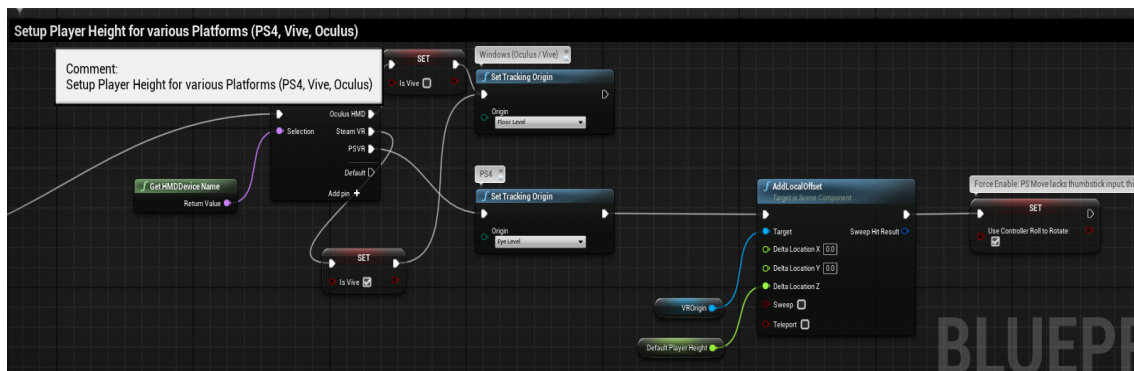 Setup Player Height for various Platforms (PS4, Vive, Oculus)
Comment:
Setup Player Height for various Platforms (PS4, Vive, Oculus)
SET
Is Vive
Windows (Oculus / Vive)
Set Tracking Origin
Origin
Floor Level
Oculus HMD
Selection
Steam VR
PSVR
Default
Add pin
Get HMDDevice Name
Return Value
SET
Is Vive
PS4
Set Tracking Origin
Origin
Eye Level
AddLocalOffset
Target is Scene Component
Target
Sweep Hit Result
Delta Location X 0.0
Delta Location Y 0.0
Delta Location Z
Sweep
Teleport
VROrigin
Default Player Height
Force Enable. PS Move lacks thumbstick input, thi
SET
Use Controller Roll to Rotate
BLUEPR